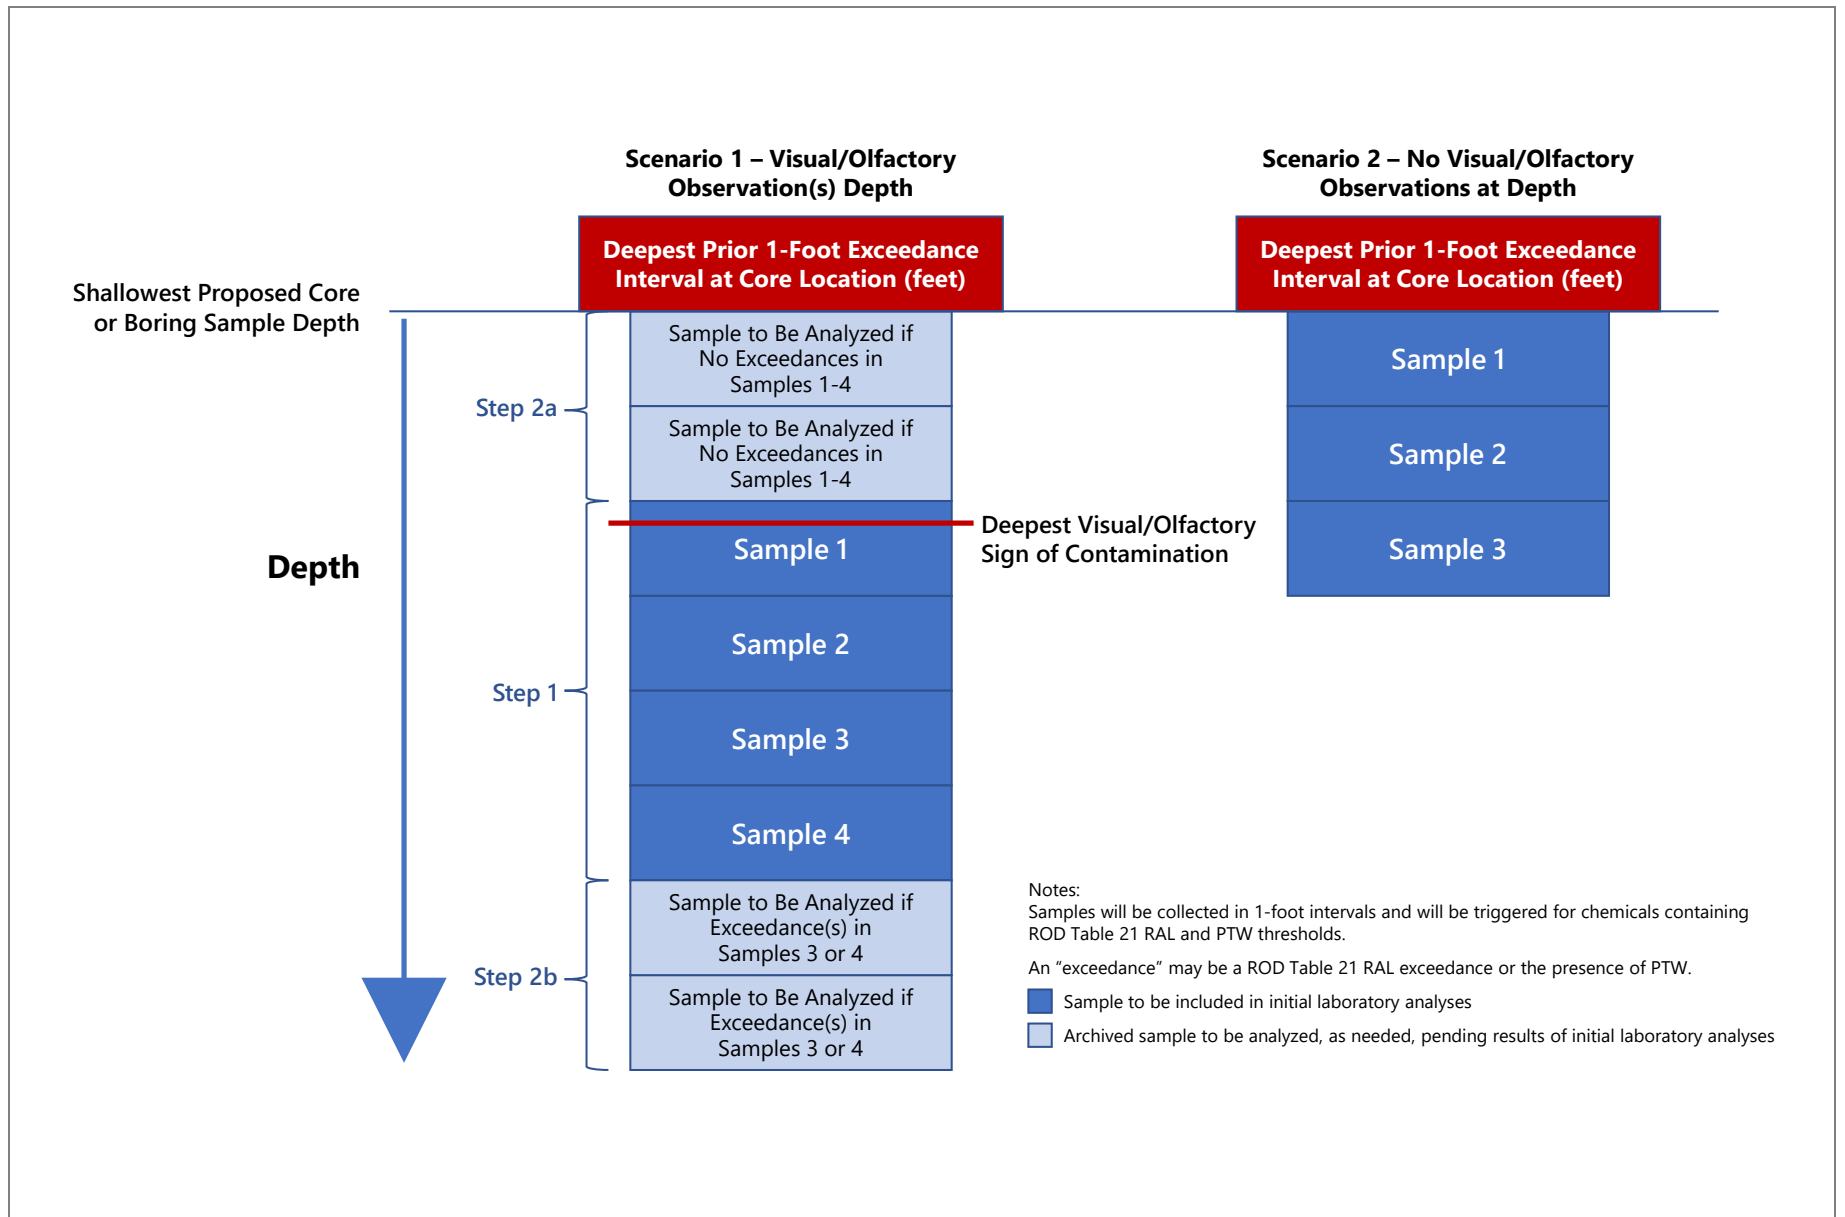 Scenario 1 – Visual/Olfactory
Observation(s) Depth
Scenario 2 – No Visual/Olfactory
Observations at Depth
Deepest Prior 1-Foot Exceedance
Interval at Core Location (feet)
Deepest Prior 1-Foot Exceedance
Interval at Core Location (feet)
Shallowest Proposed Core
or Boring Sample Depth
Depth
Step 2a
Sample to Be Analyzed if
No Exceedances in
Samples 1-4
Sample to Be Analyzed if
No Exceedances in
Samples 1-4
Step 1
Sample 1
Sample 2
Sample 3
Sample 4
Deepest Visual/Olfactory
Sign of Contamination
Step 2b
Sample to Be Analyzed if
Exceedance(s) in
Samples 3 or 4
Sample to Be Analyzed if
Exceedance(s) in
Samples 3 or 4
Sample 1
Sample 2
Sample 3
Notes:
Samples will be collected in 1-foot intervals and will be triggered for chemicals containing
ROD Table 21 RAL and PTW thresholds.
An “exceedance” may be a ROD Table 21 RAL exceedance or the presence of PTW.
Sample to be included in initial laboratory analyses
Archived sample to be analyzed, as needed, pending results of initial laboratory analyses